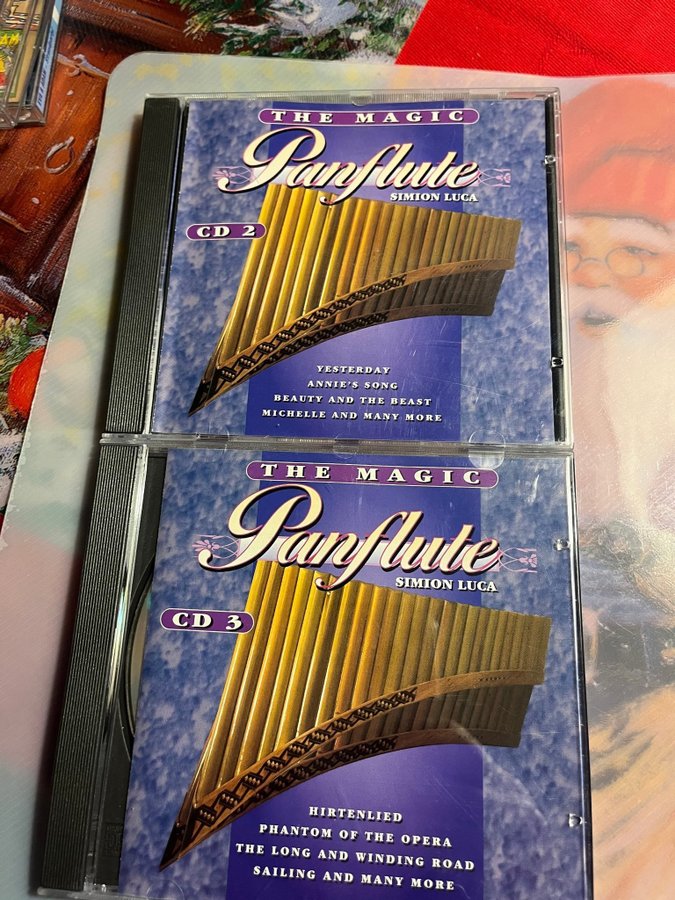 THE MAGIC
Panflute
SIMION LUCA
CD 2
YESTERDAY
ANNIE'S SONG
BEAUTY AND THE BEAST
MICHELLE AND MANY MORE
THE MAGIC
Panflute
SIMION LUCA
CD 3
HIRTENLIED
PHANTOM OF THE OPERA
THE LONG AND WINDING ROAD
SAILING AND MANY MORE